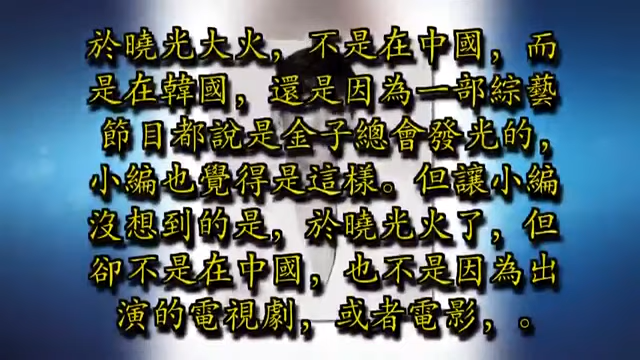 於曉光大火，不是在中國，而
是在韓國，還是因為一部綜藝
節目都說是金子總會發光的，
小編也覺得是這樣。但讓小編
沒想到的是，於曉光火了，但
卻不是在中國，也不是因為出
演的電視劇，或者電影，。